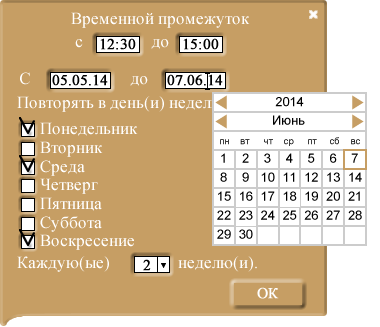 Временной промежуток
с 12:30 до 15:00
С 05.05.14 до 07.06.14
Повторять в день(и) недел
2014
Июнь
пн вт чт ср пт сб вс
1 2 3 4 5 6 7
8 9 10 11 12 13 14
15 16 17 18 19 20 21
22 23 24 25 26 27 28
29 30
Понедельник
Вторник
Среда
Четверг
Пятница
Суббота
Воскресение
Каждую(ые) 2 неделю(и).
ОК